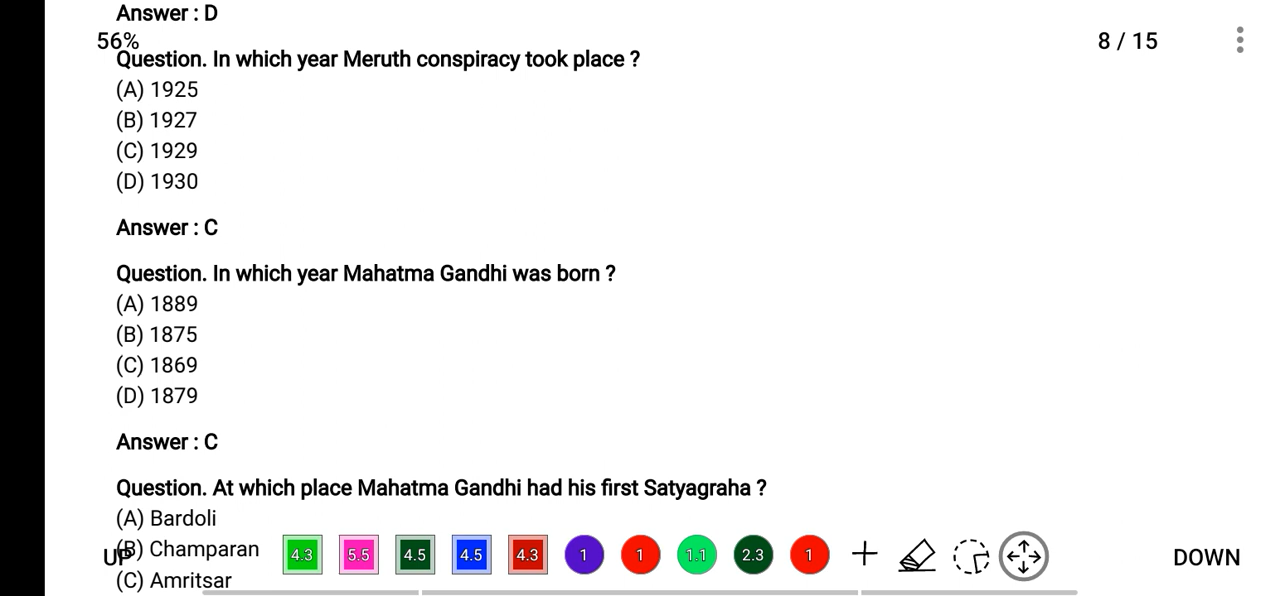 Answer : D
56%
8 / 15
Question. In which year Meruth conspiracy took place ?
(A) 1925
(B) 1927
(C) 1929
(D) 1930
Answer : C
Question. In which year Mahatma Gandhi was born ?
(A) 1889
(B) 1875
(C) 1869
(D) 1879
Answer : C
Question. At which place Mahatma Gandhi had his first Satyagraha ?
(A) Bardoli
(B) Champaran
UP
4.3 5.5 4.5 4.5 4.3 1 1 1.1 2.3 1
DOWN
(C) Amritsar